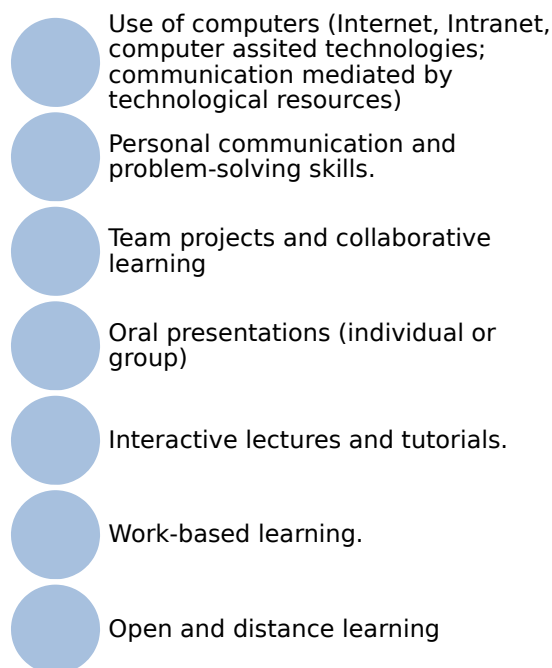 Use of computers (Internet, Intranet,
computer assited technologies;
communication mediated by
technological resources)
Personal communication and
problem-solving skills.
Team projects and collaborative
learning
Oral presentations (individual or
group)
Interactive lectures and tutorials.
Work-based learning.
Open and distance learning